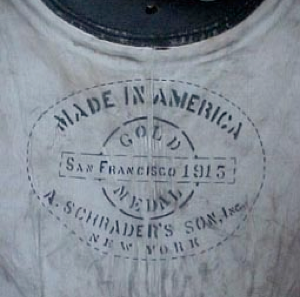 MADE IN AMERICA
GOLD
SAN FRANCISCO 1915
MEDAL
A. SCHRADER'S SON, INC.
NEW YORK